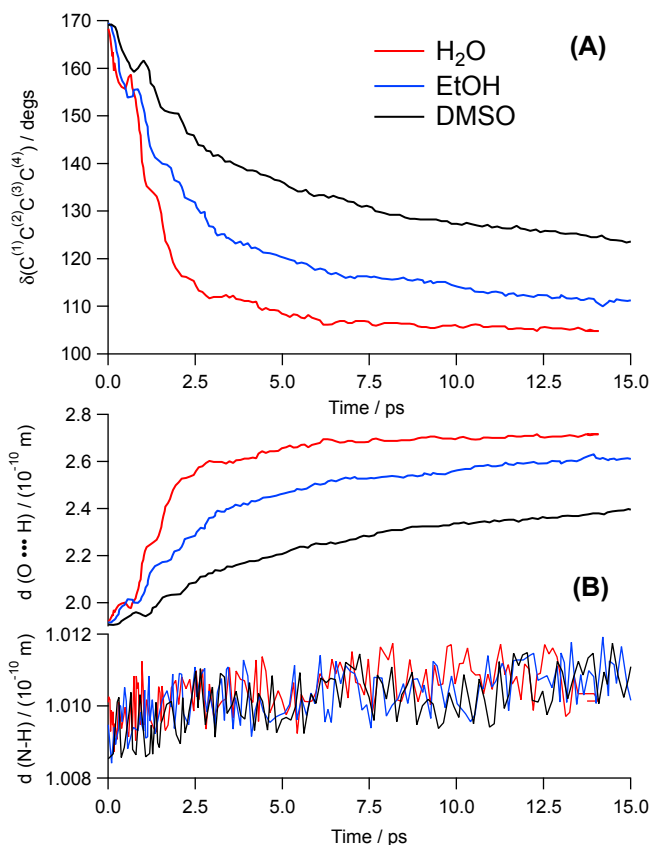 170
160
150
140
130
120
110
100
δ(C⁽¹⁾C⁽²⁾C⁽³⁾C⁽⁴⁾) / degs
(A)
H₂O
EtOH
DMSO
0.0 2.5 5.0 7.5 10.0 12.5 15.0
Time / ps
2.8
2.6
2.4
2.2
2.0
d (O ••• H) / (10⁻¹⁰ m)
(B)
1.012
1.010
1.008
d (N-H) / (10⁻¹⁰ m)
0.0 2.5 5.0 7.5 10.0 12.5 15.0
Time / ps